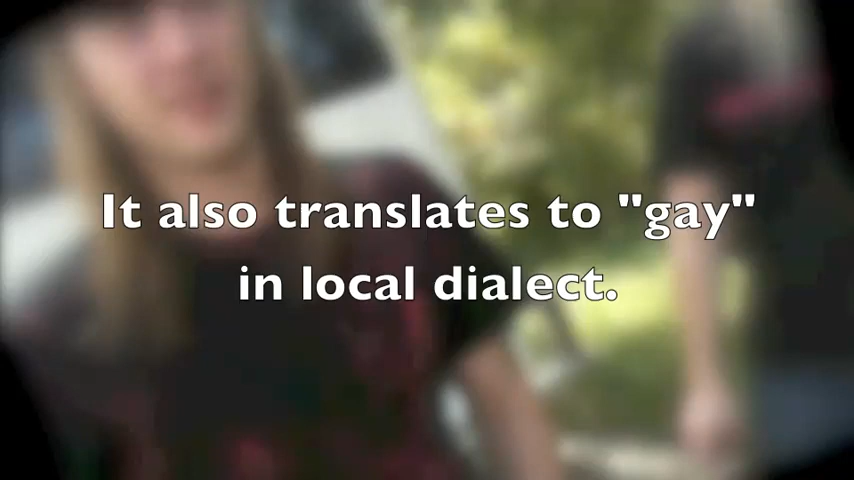 It also translates to "gay"
in local dialect.